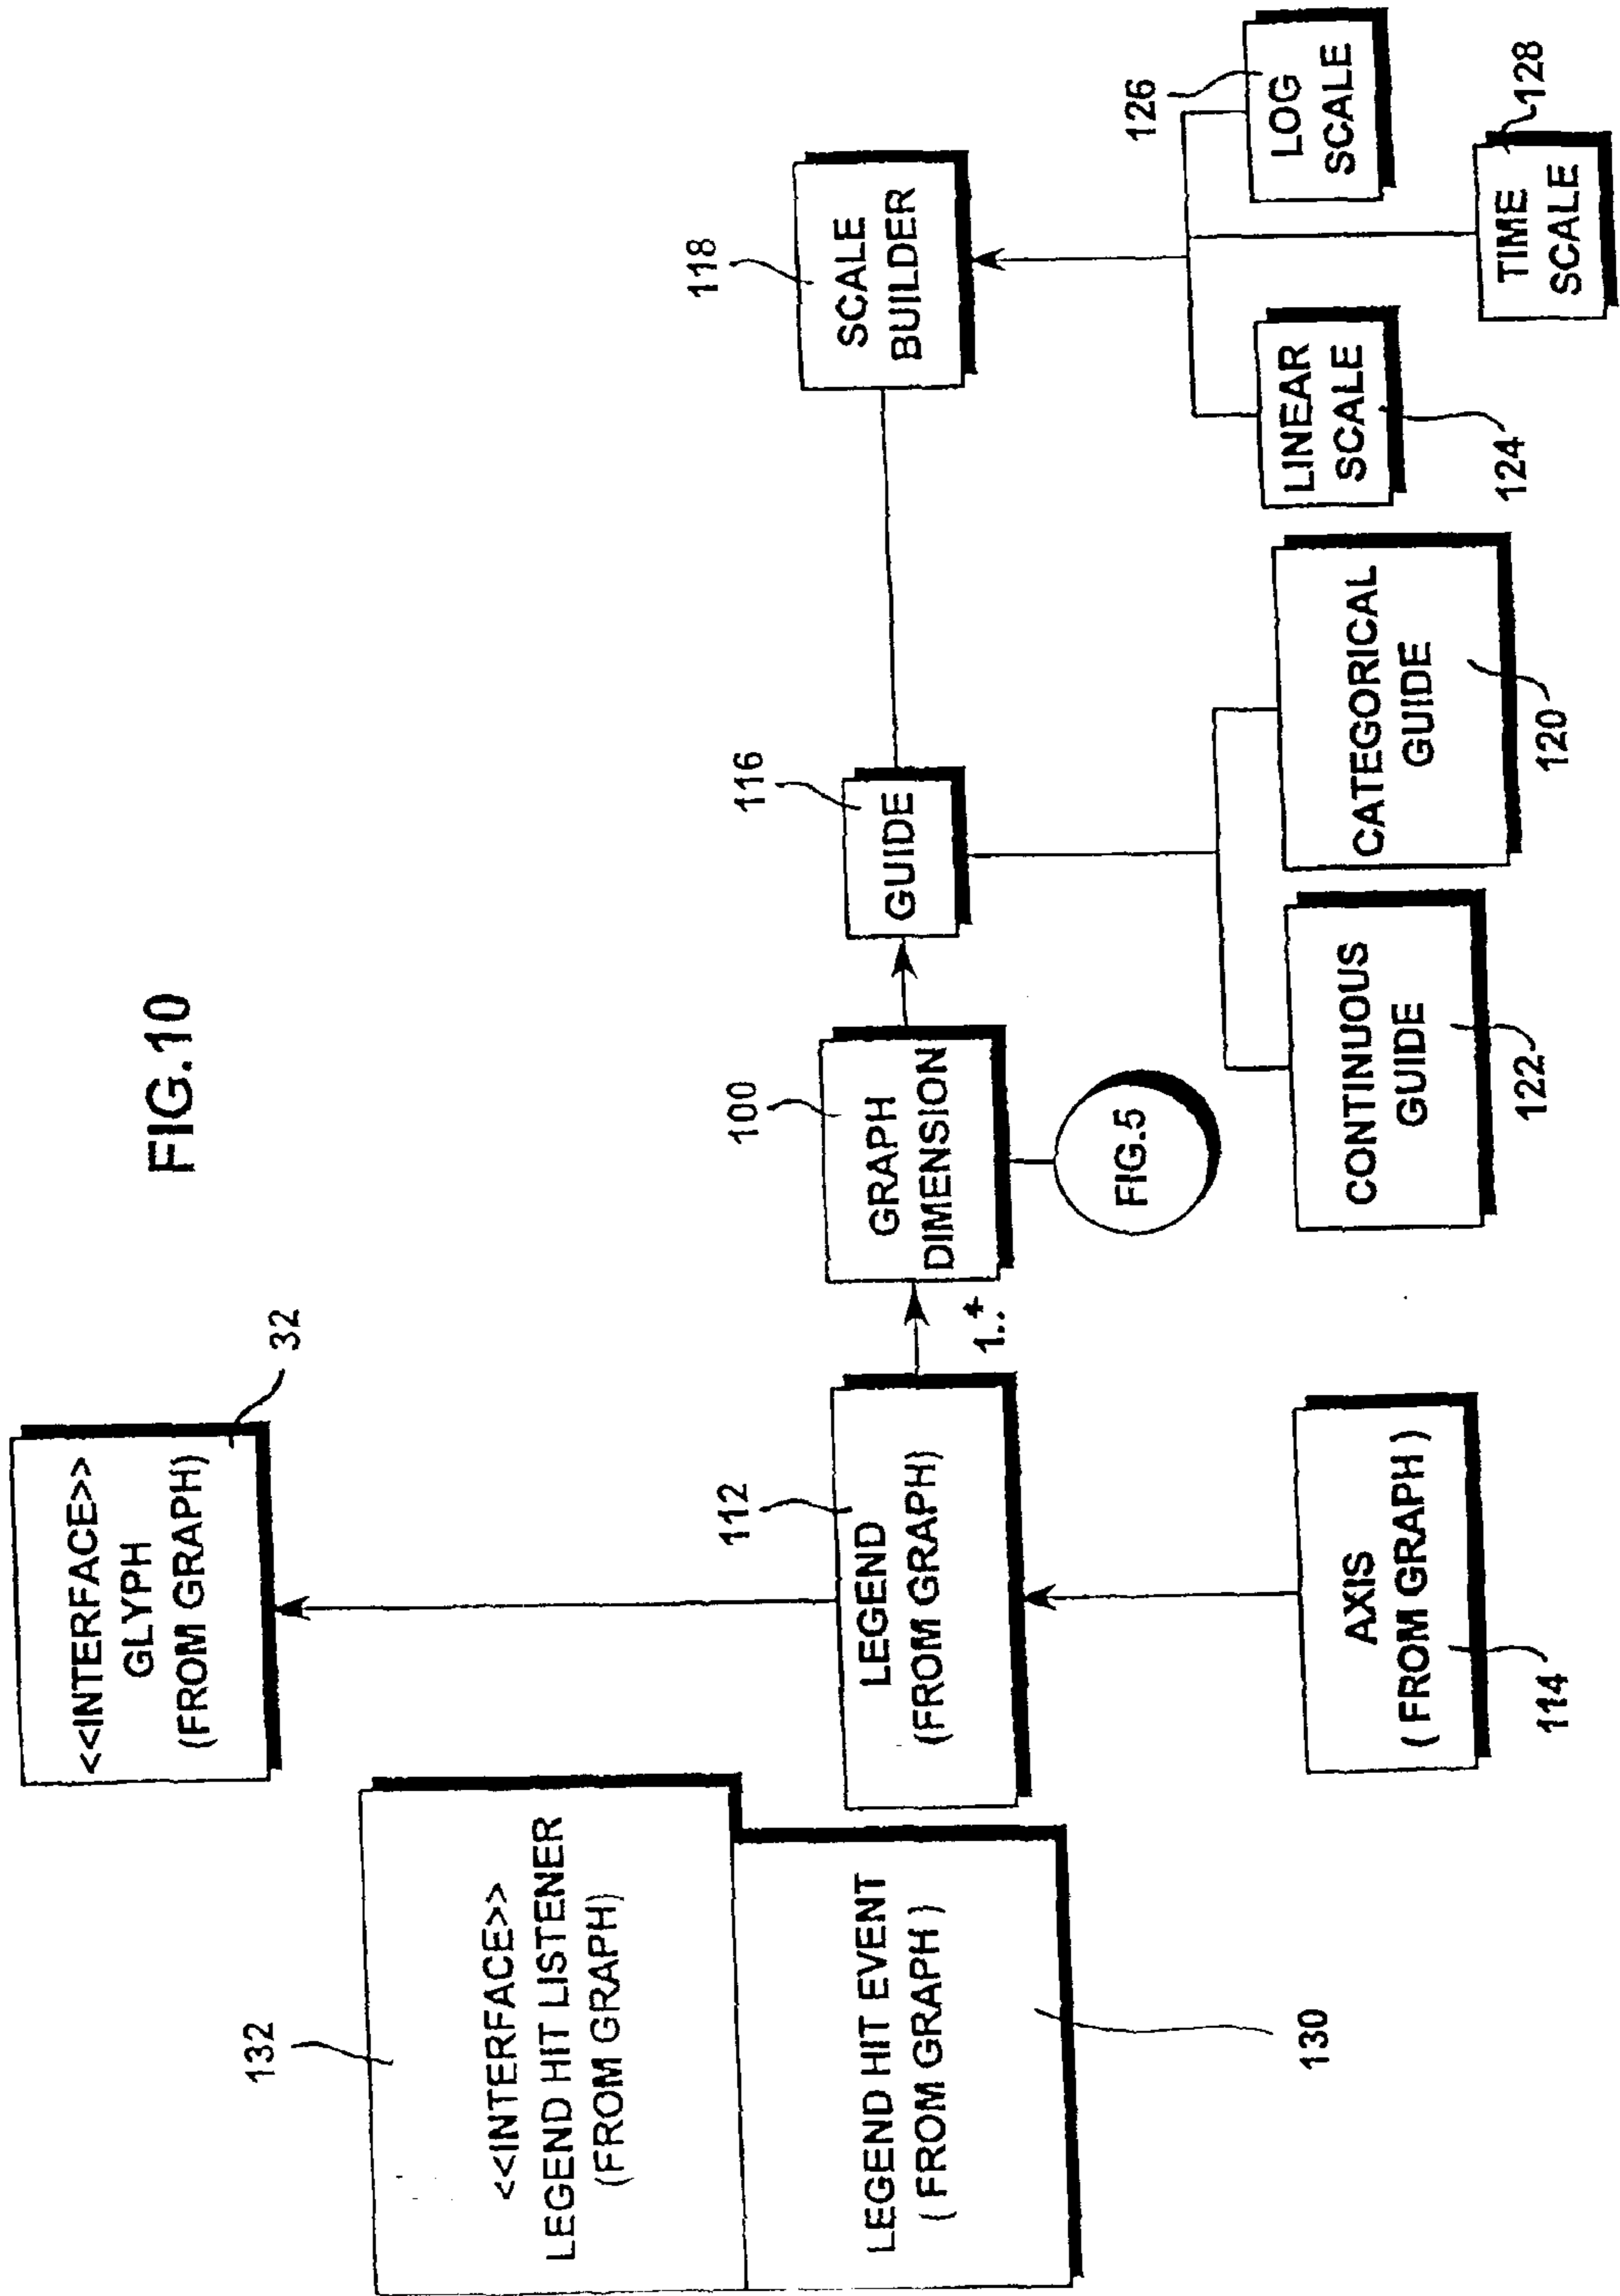 FIG.10
<<INTERFACE>>
GLYPH
(FROM GRAPH)
32
132
<<INTERFACE>>
LEGEND HIT LISTENER
(FROM GRAPH)
LEGEND HIT EVENT
( FROM GRAPH )
130
112
LEGEND
(FROM GRAPH)
1..*
AXIS
( FROM GRAPH )
114
100
GRAPH
DIMENSION
FIG.5
116
GUIDE
CONTINUOUS
GUIDE
122
CATEGORICAL
GUIDE
120
118
SCALE
BUILDER
LINEAR
SCALE
124
126
LOG
SCALE
TIME
SCALE
128